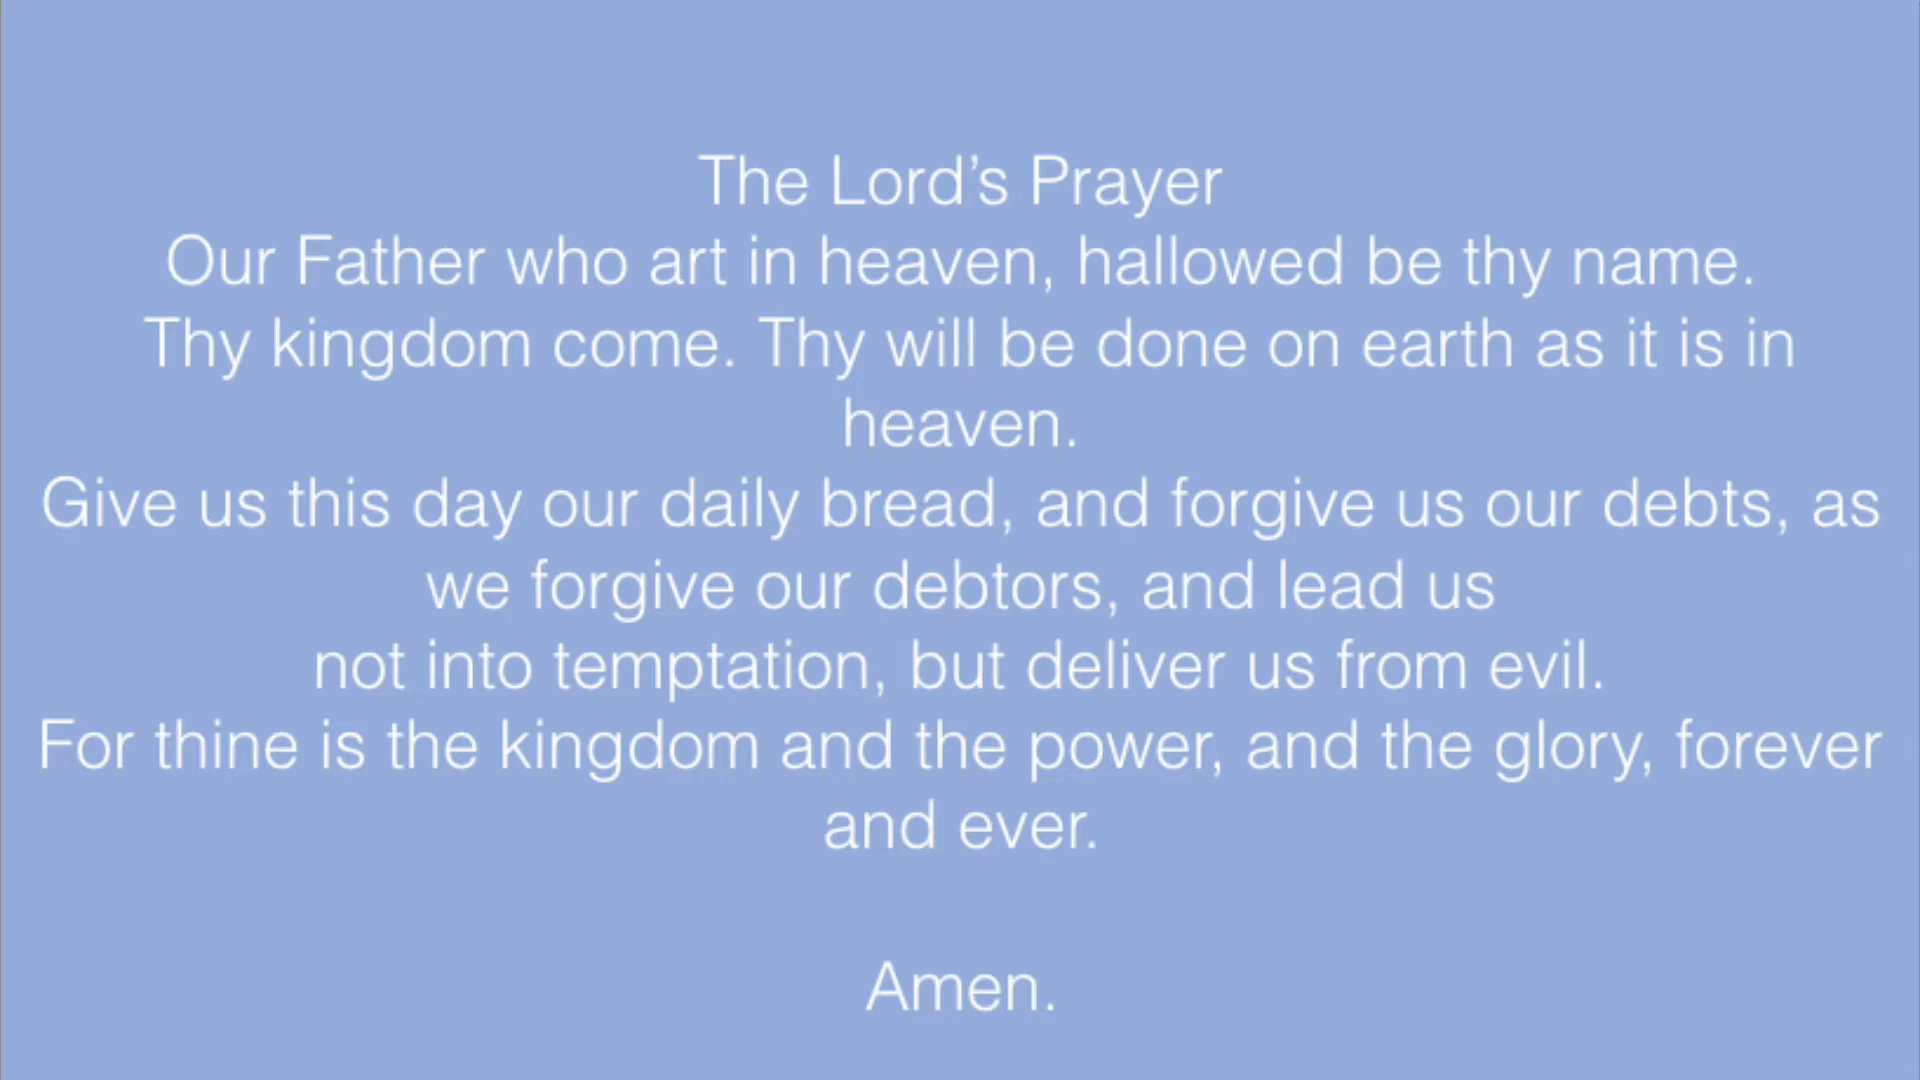 The Lord’s Prayer
Our Father who art in heaven, hallowed be thy name.
Thy kingdom come. Thy will be done on earth as it is in
heaven.
Give us this day our daily bread, and forgive us our debts, as
we forgive our debtors, and lead us
not into temptation, but deliver us from evil.
For thine is the kingdom and the power, and the glory, forever
and ever.
Amen.